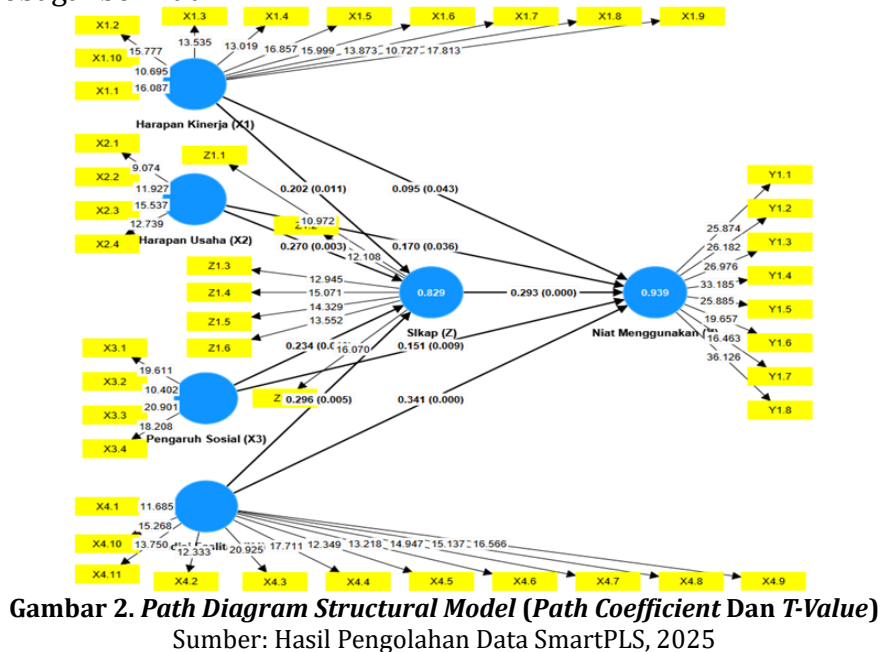 X1.2
X1.3
X1.4
X1.5
X1.6
X1.7
X1.8
X1.9
X1.10
X1.1
15.777
13.535
13.019
16.857
15.999
13.873
10.727
17.813
10.695
16.087
Harapan Kinerja (X1)
X2.1
X2.2
X2.3
X2.4
9.074
11.927
15.537
12.739
Harapan Usaha (X2)
Z1.1
10.972
12.108
0.202 (0.011)
0.095 (0.043)
0.270 (0.003)
0.170 (0.036)
Z1.3
Z1.4
Z1.5
Z1.6
12.945
15.071
14.329
13.552
16.070
0.829
SIkap (Z)
0.293 (0.000)
0.939
Niat Menggunakan
Y1.1
Y1.2
Y1.3
Y1.4
Y1.5
Y1.6
Y1.7
Y1.8
25.874
26.182
26.976
33.185
25.885
19.657
16.463
36.126
X3.1
X3.2
X3.3
X3.4
19.611
10.402
20.901
18.208
Pengaruh Sosial (X3)
0.151 (0.009)
0.296 (0.005)
0.341 (0.000)
X4.1
X4.10
X4.11
11.685
15.268
13.750
12.333
20.925
17.711
12.349
13.218
14.947
15.137
16.566
X4.2
X4.3
X4.4
X4.5
X4.6
X4.7
X4.8
X4.9
Gambar 2. Path Diagram Structural Model (Path Coefficient Dan T-Value)
Sumber: Hasil Pengolahan Data SmartPLS, 2025